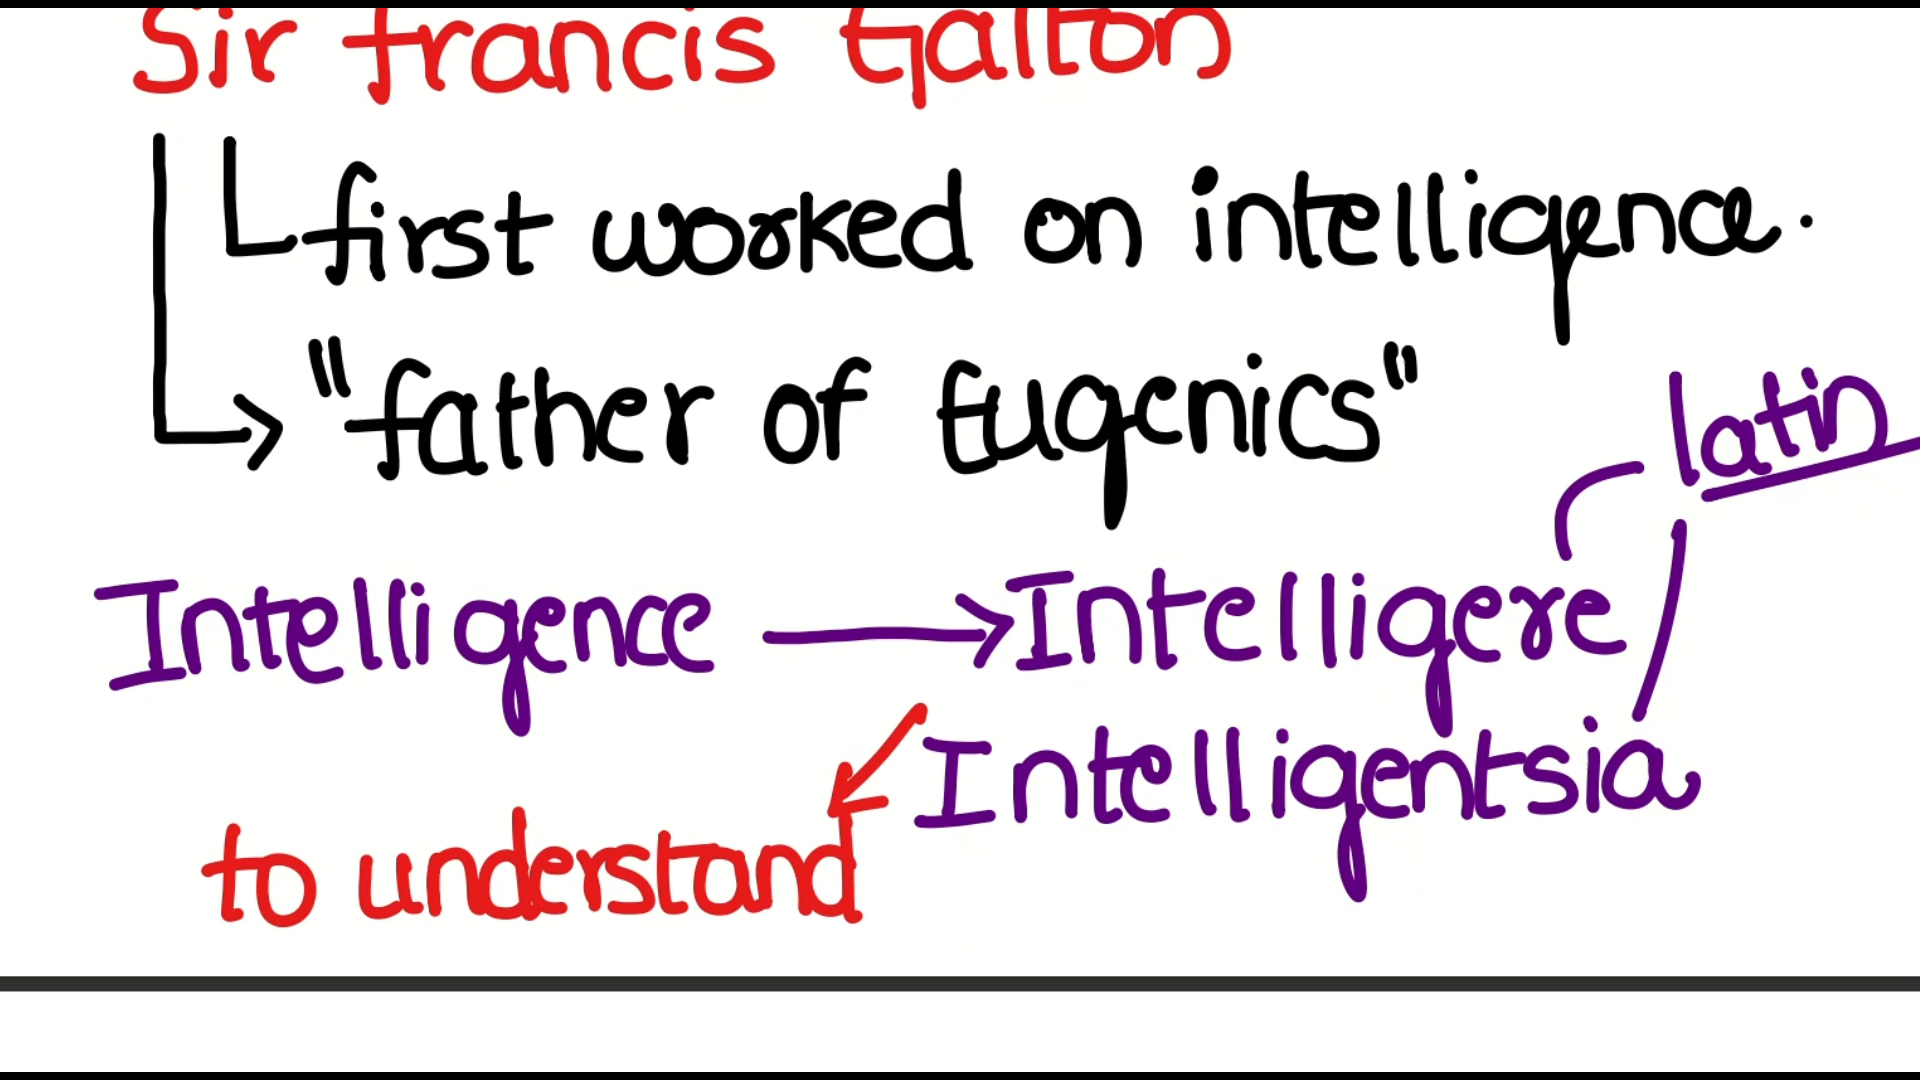 Sir francis Galton
first worked on intelligence.
"father of Eugenics"
latin
Intelligence → Intelligere
Intelligentsia
to understand